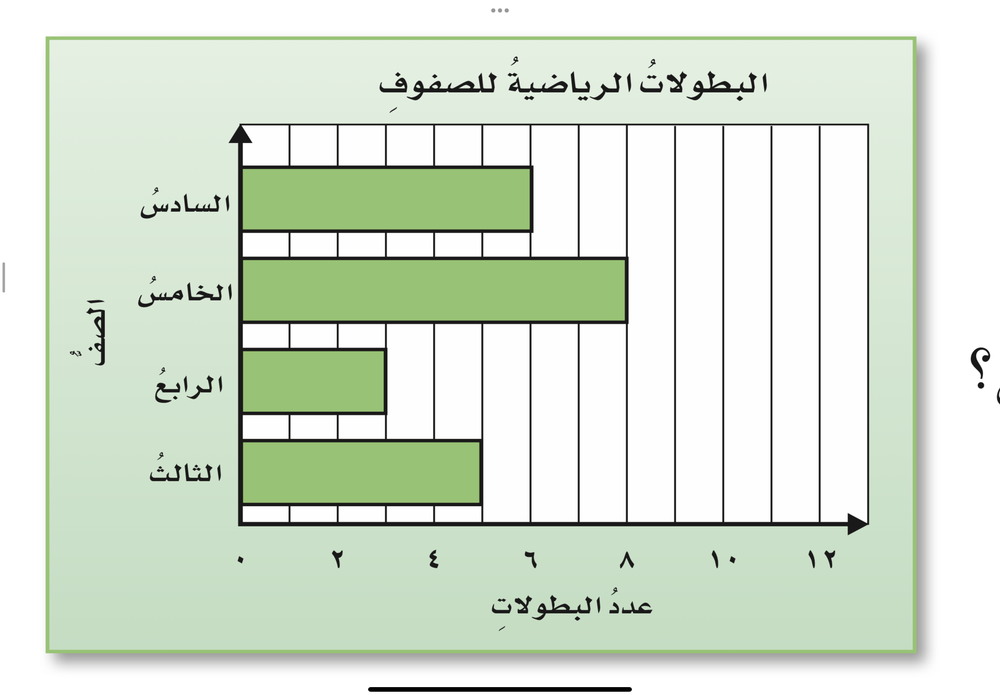 البطولاتُ الرياضيةُ للصفوفِ
السادسُ
الخامسُ
الصفُّ
الرابعُ
الثالثُ
٠ ٢ ٤ ٦ ٨ ١٠ ١٢
عددُ البطولاتِ
؟